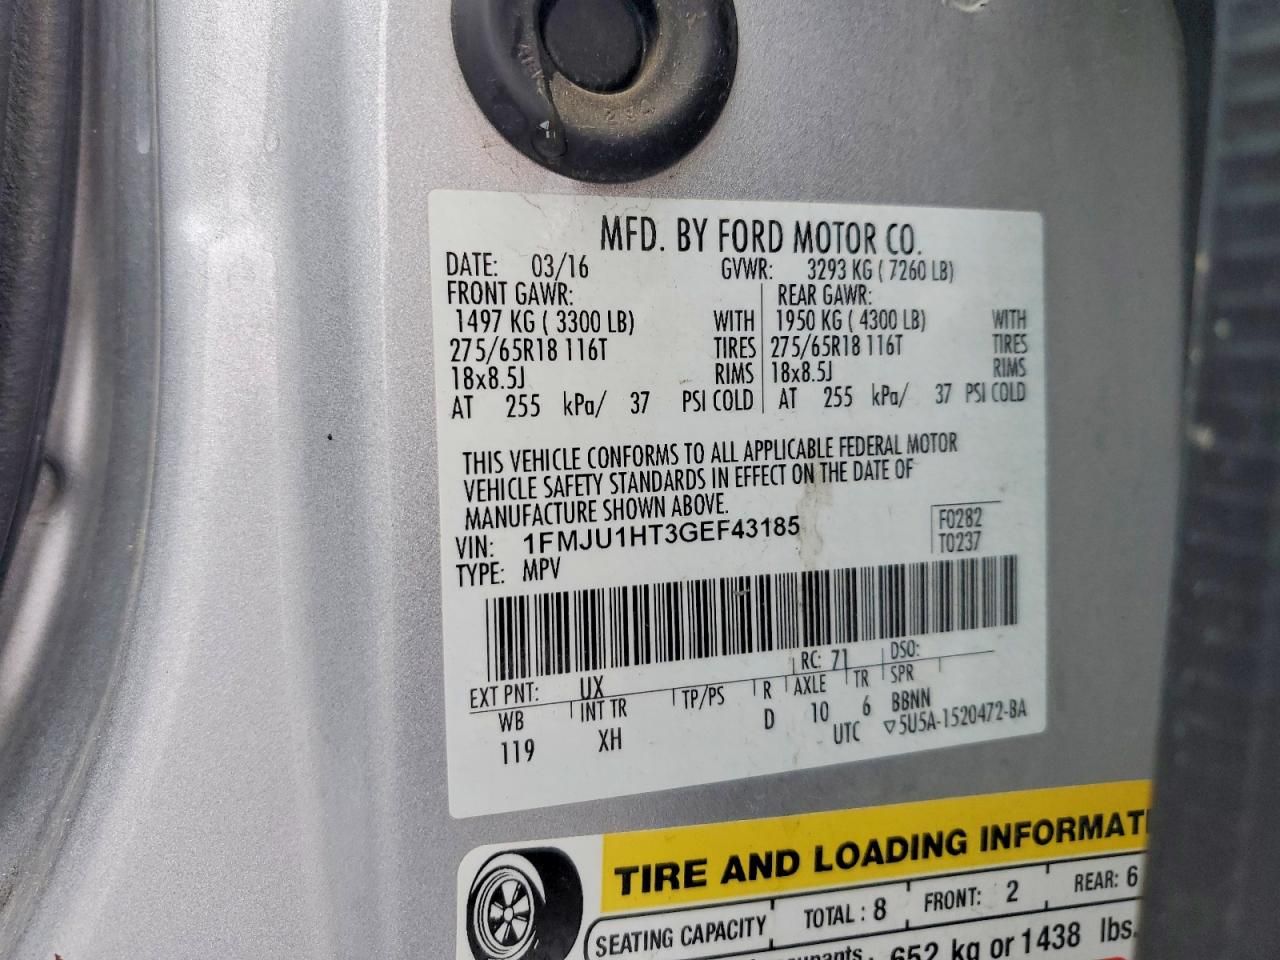 MFD. BY FORD MOTOR CO.
DATE: 03/16 GVWR: 3293 KG ( 7260 LB)
FRONT GAWR: REAR GAWR:
1497 KG ( 3300 LB) WITH 1950 KG ( 4300 LB) WITH
275/65R18 116T TIRES 275/65R18 116T TIRES
18x8.5J RIMS 18x8.5J RIMS
AT 255 kPa/ 37 PSI COLD AT 255 kPa/ 37 PSI COLD
THIS VEHICLE CONFORMS TO ALL APPLICABLE FEDERAL MOTOR
VEHICLE SAFETY STANDARDS IN EFFECT ON THE DATE OF
MANUFACTURE SHOWN ABOVE.
VIN: 1FMJU1HT3GEF43185 F0282
TYPE: MPV T0237
EXT PNT: UX RC: 71 DSO:
WB INT TR TP/PS R AXLE TR SPR
119 XH D 10 6 BBNN
UTC ▽5U5A-1520472-BA
TIRE AND LOADING INFORMATI
SEATING CAPACITY TOTAL : 8 FRONT: 2 REAR: 6
652 kg or 1438 lbs.